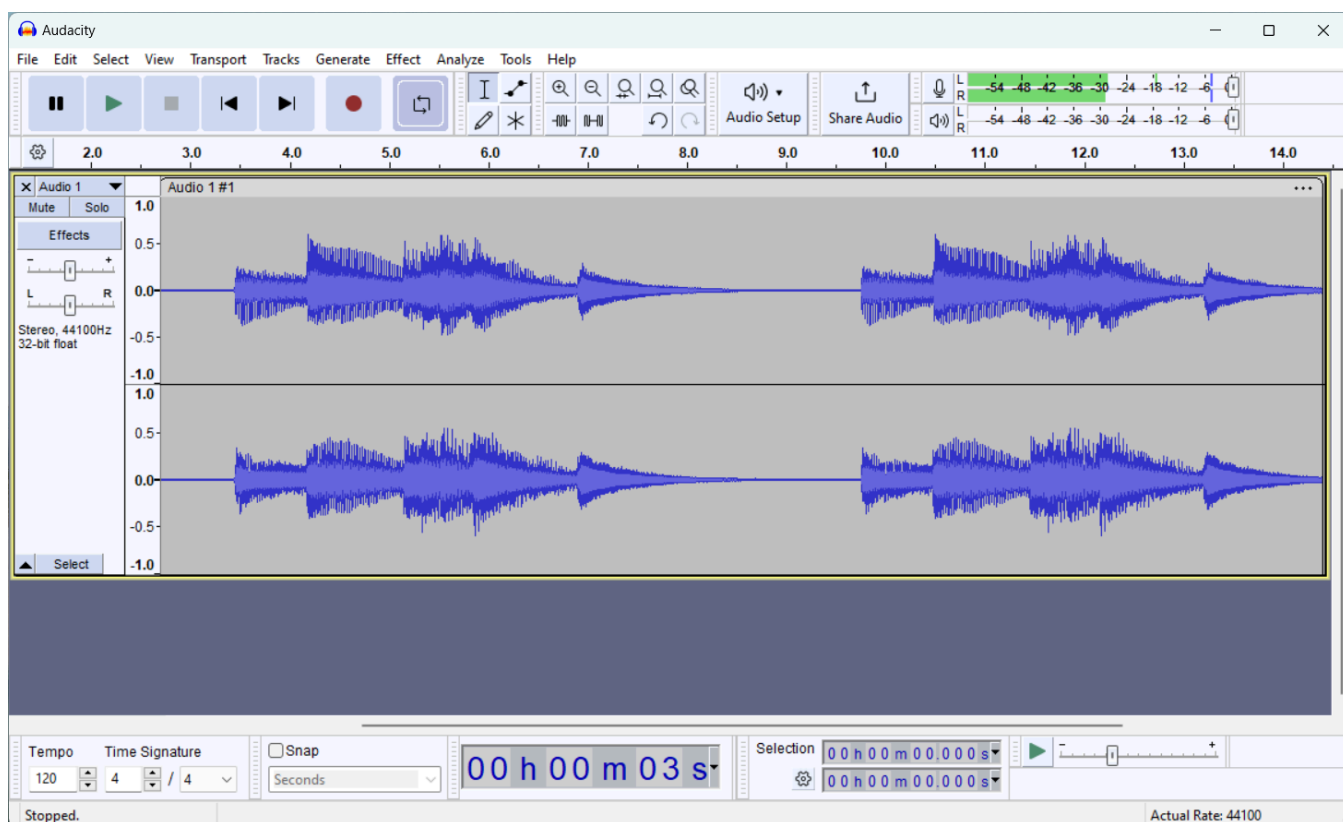 Audacity
File Edit Select View Transport Tracks Generate Effect Analyze Tools Help
L
R
-54 -48 -42 -36 -30 -24 -18 -12 -6 0
Audio Setup
Share Audio
L
R
-54 -48 -42 -36 -30 -24 -18 -12 -6 0
2.0 3.0 4.0 5.0 6.0 7.0 8.0 9.0 10.0 11.0 12.0 13.0 14.0
Audio 1
Audio 1 #1
Mute Solo
Effects
- +
L R
Stereo, 44100Hz
32-bit float
Select
1.0
0.5
0.0
-0.5
-1.0
1.0
0.5
0.0
-0.5
-1.0
Tempo
120
Time Signature
4 / 4
Snap
Seconds
00 h 00 m 03 s
Selection
00 h 00 m 00.000 s
00 h 00 m 00.000 s
- +
Stopped.
Actual Rate: 44100